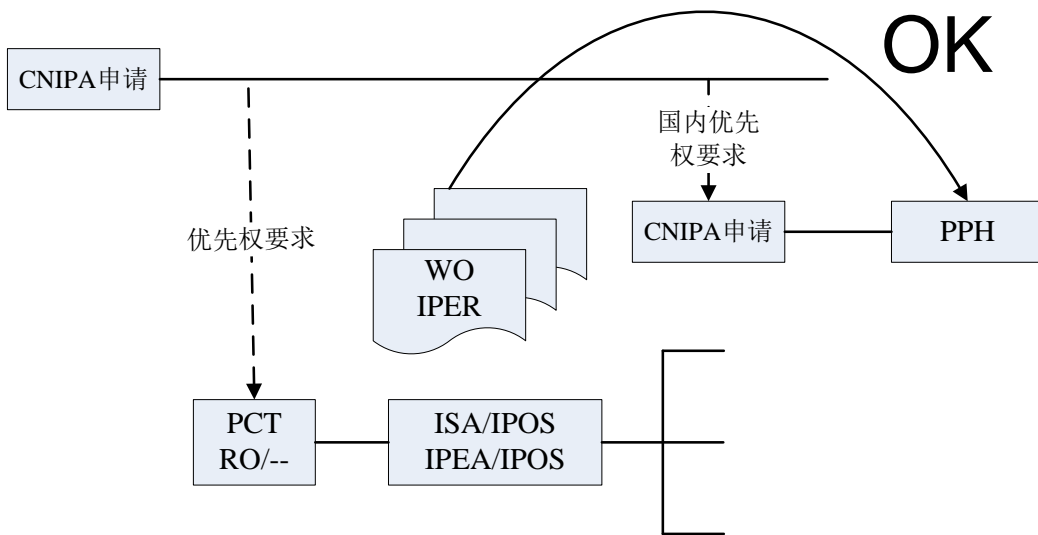 OK
CNIPA申请
国内优先
权要求
优先权要求
CNIPA申请
PPH
WO
IPER
PCT
RO/--
ISA/IPOS
IPEA/IPOS